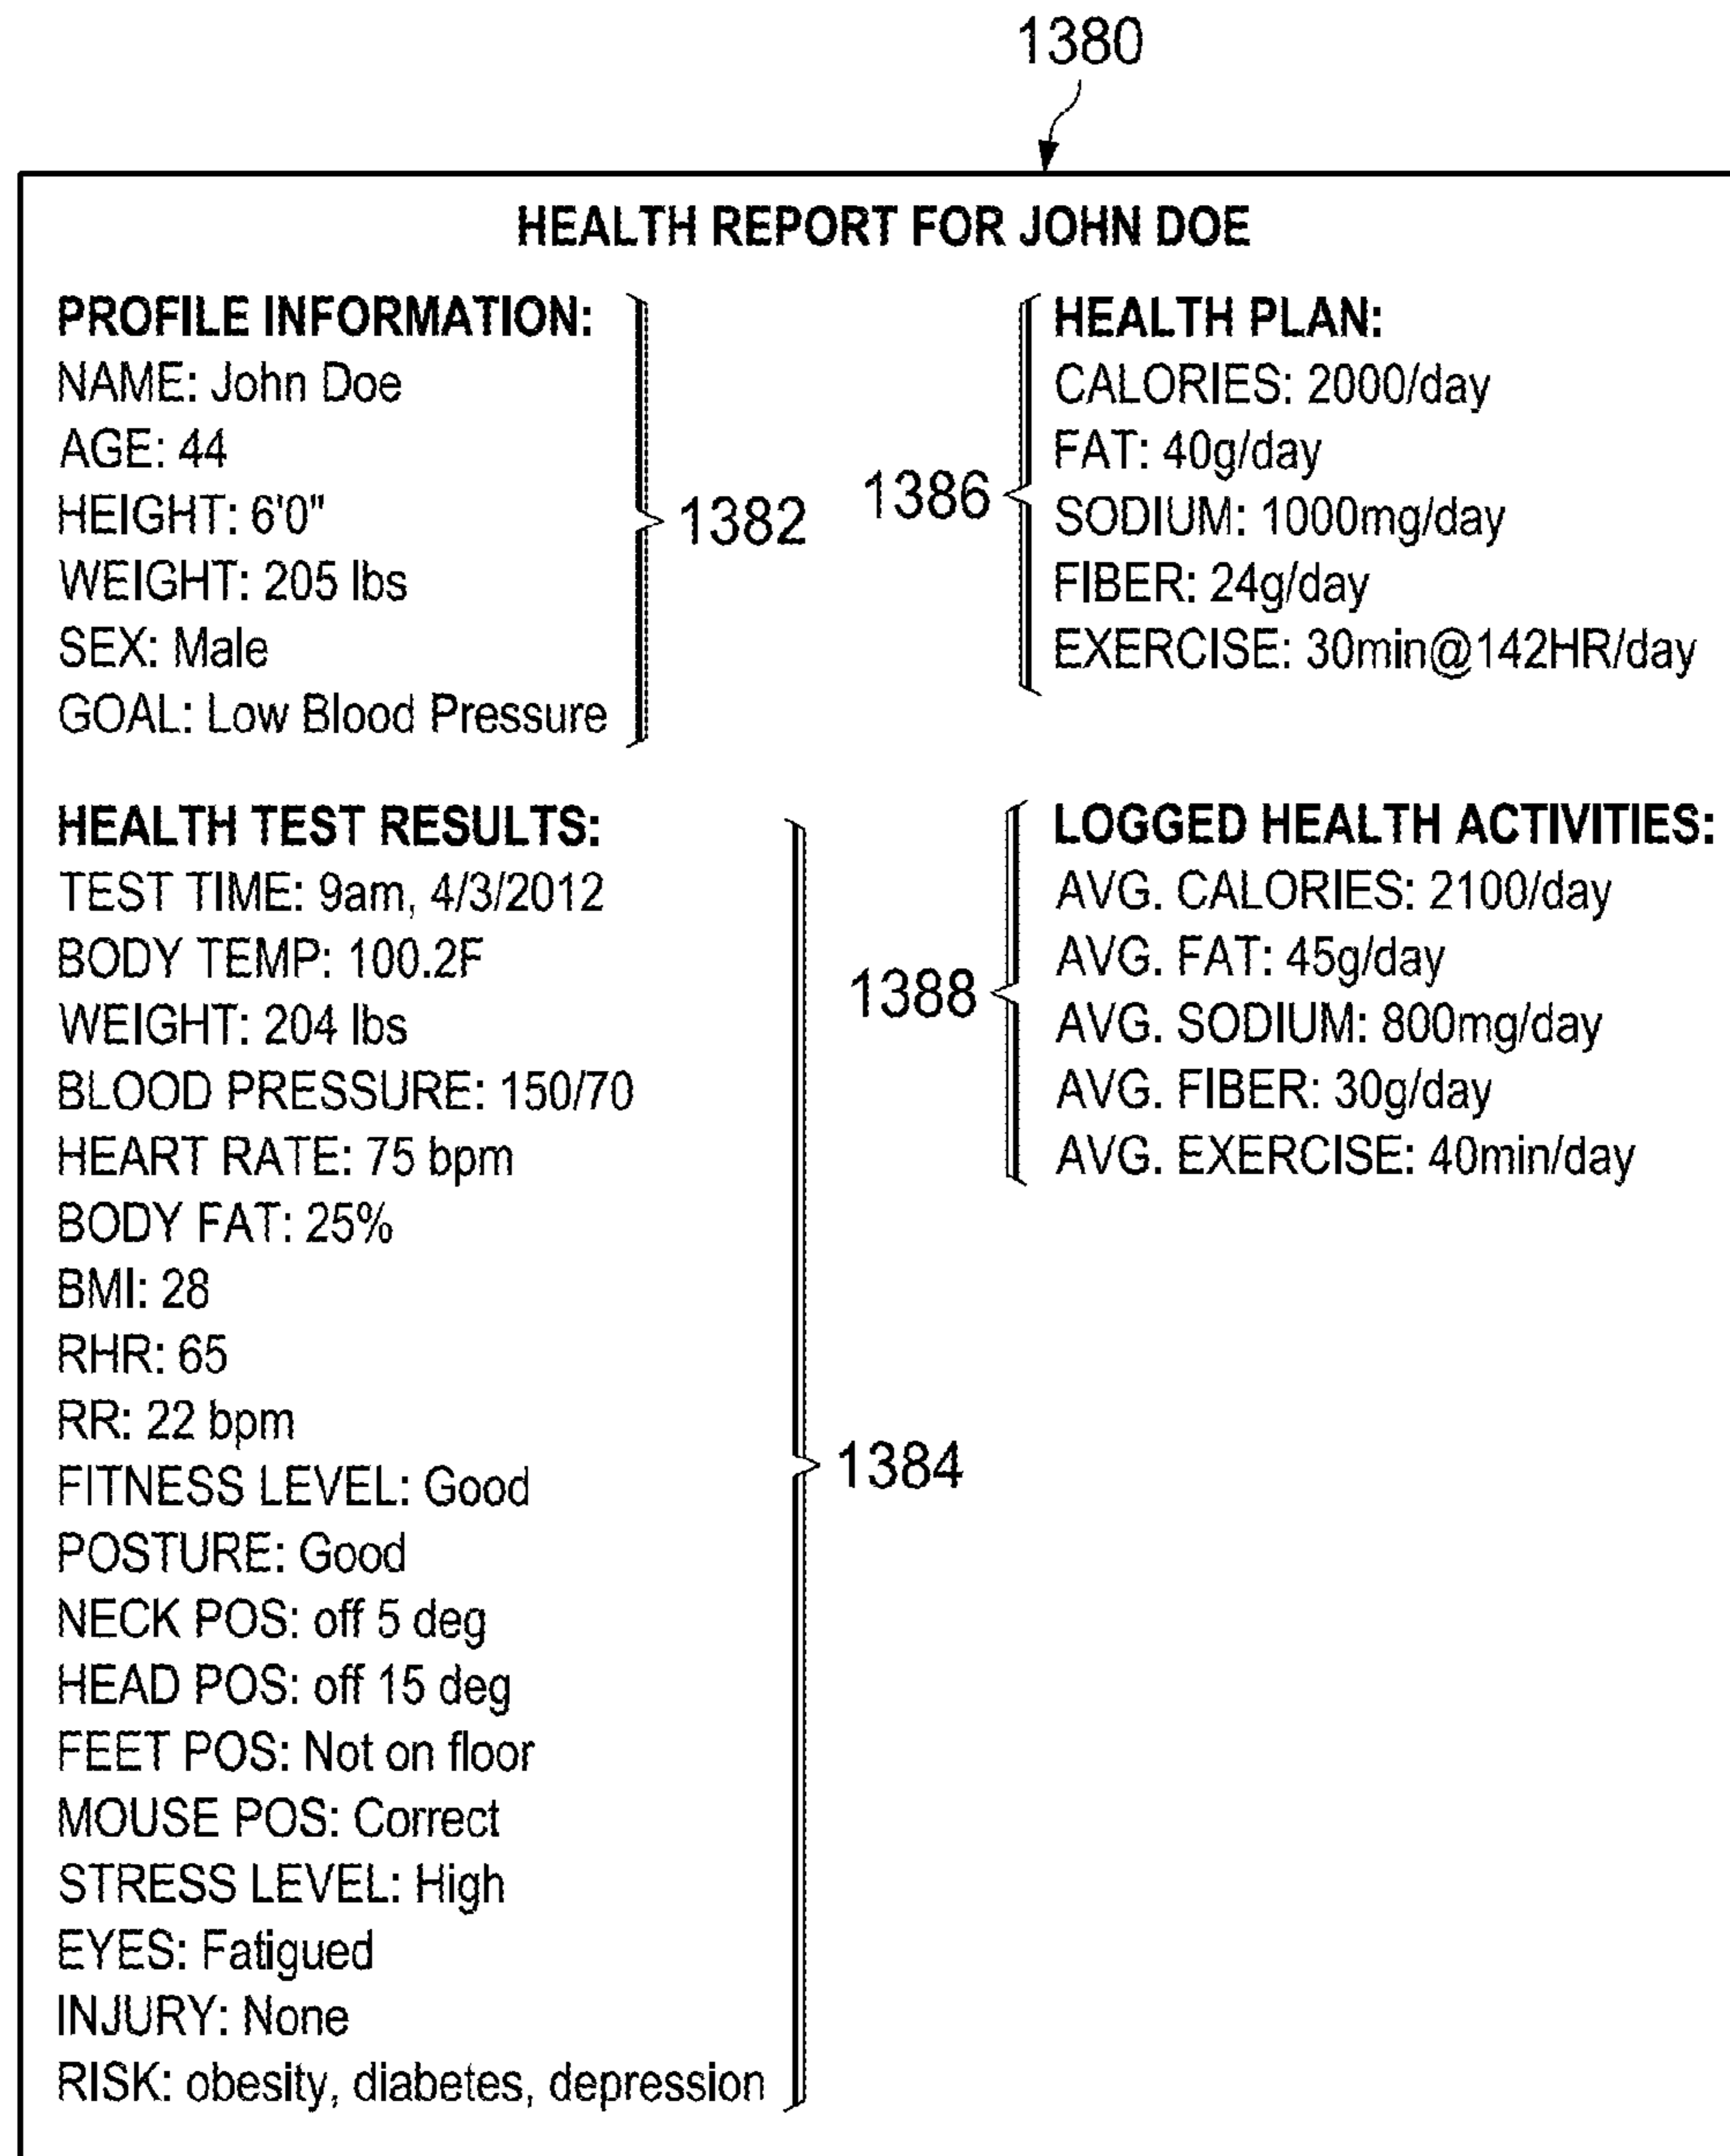 1380
HEALTH REPORT FOR JOHN DOE
PROFILE INFORMATION:
NAME: John Doe
AGE: 44
HEIGHT: 6'0"
WEIGHT: 205 lbs
SEX: Male
GOAL: Low Blood Pressure
1382
1386
HEALTH PLAN:
CALORIES: 2000/day
FAT: 40g/day
SODIUM: 1000mg/day
FIBER: 24g/day
EXERCISE: 30min@142HR/day
HEALTH TEST RESULTS:
TEST TIME: 9am, 4/3/2012
BODY TEMP: 100.2F
WEIGHT: 204 lbs
BLOOD PRESSURE: 150/70
HEART RATE: 75 bpm
BODY FAT: 25%
BMI: 28
RHR: 65
RR: 22 bpm
FITNESS LEVEL: Good
POSTURE: Good
NECK POS: off 5 deg
HEAD POS: off 15 deg
FEET POS: Not on floor
MOUSE POS: Correct
STRESS LEVEL: High
EYES: Fatigued
INJURY: None
RISK: obesity, diabetes, depression
1384
1388
LOGGED HEALTH ACTIVITIES:
AVG. CALORIES: 2100/day
AVG. FAT: 45g/day
AVG. SODIUM: 800mg/day
AVG. FIBER: 30g/day
AVG. EXERCISE: 40min/day